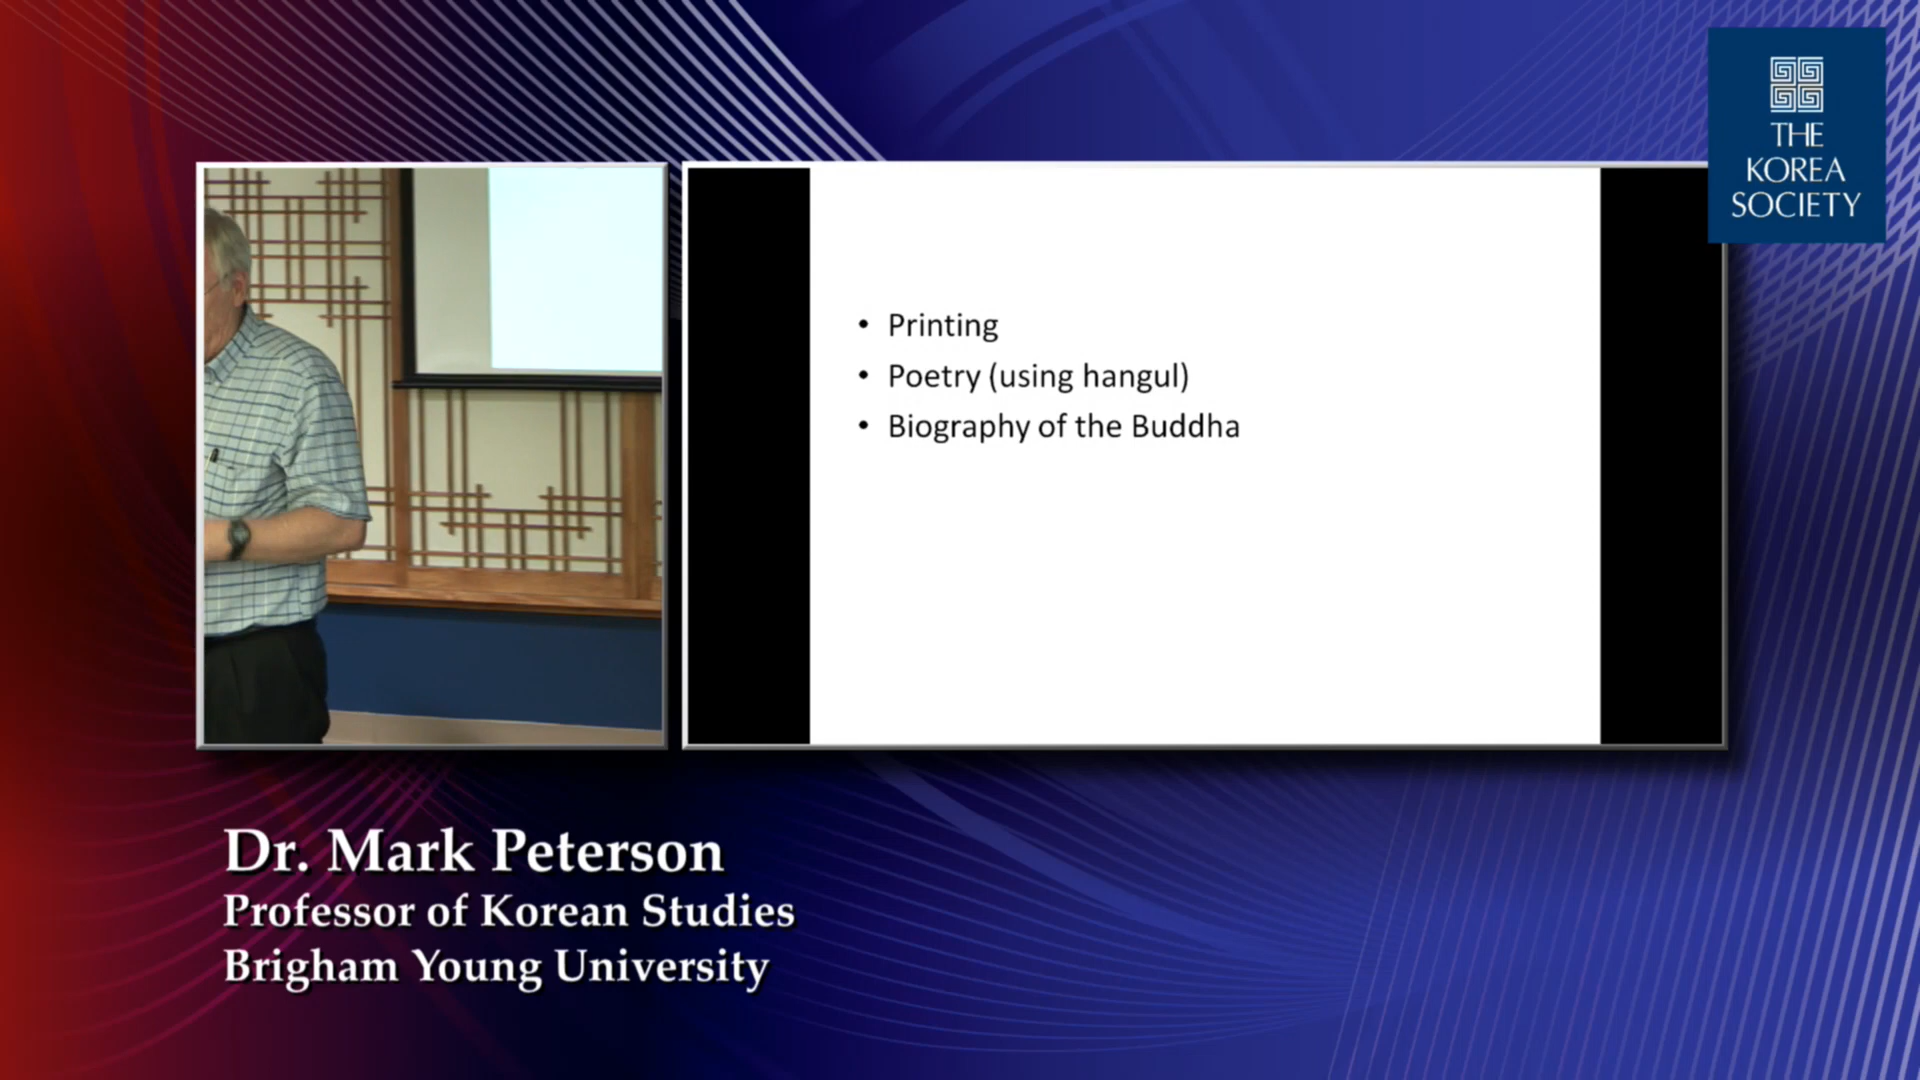 THE
KOREA
SOCIETY
• Printing
• Poetry (using hangul)
• Biography of the Buddha
Dr. Mark Peterson
Professor of Korean Studies
Brigham Young University